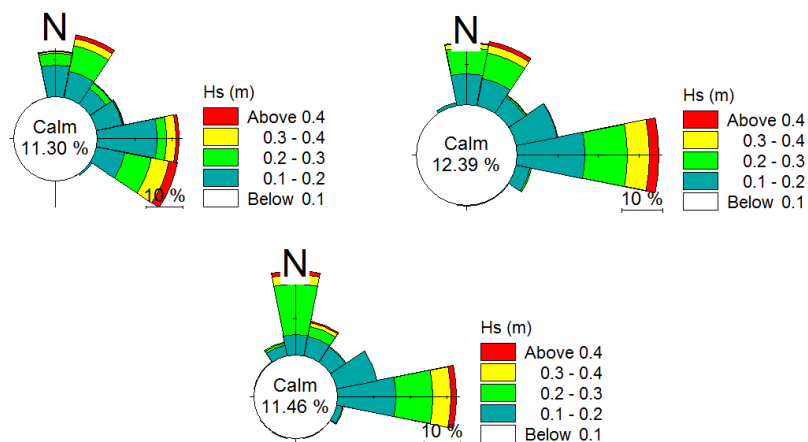 N
Calm
11.30 %
10 %
Hs (m)
Above 0.4
0.3 - 0.4
0.2 - 0.3
0.1 - 0.2
Below 0.1
N
Calm
12.39 %
10 %
Hs (m)
Above 0.4
0.3 - 0.4
0.2 - 0.3
0.1 - 0.2
Below 0.1
N
Calm
11.46 %
10 %
Hs (m)
Above 0.4
0.3 - 0.4
0.2 - 0.3
0.1 - 0.2
Below 0.1